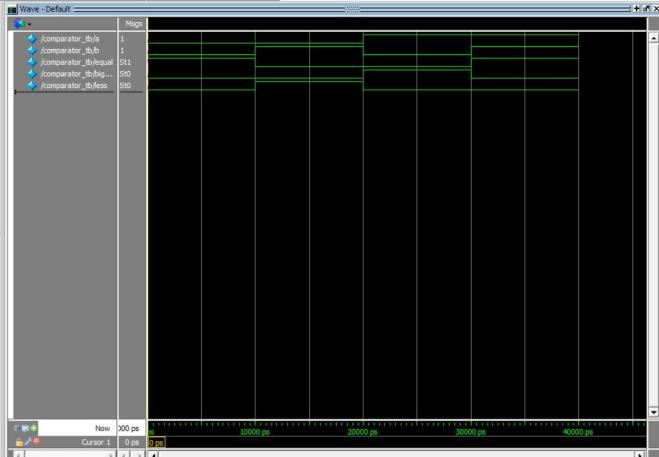 Wave - Default
Msgs
/comparator_tb/a 1
/comparator_tb/b 1
/comparator_tb/equal St1
/comparator_tb/big... St0
/comparator_tb/less St0
Now 000 ps ps 10000 ps 20000 ps 30000 ps 40000 ps
Cursor 1 0 ps 0 ps